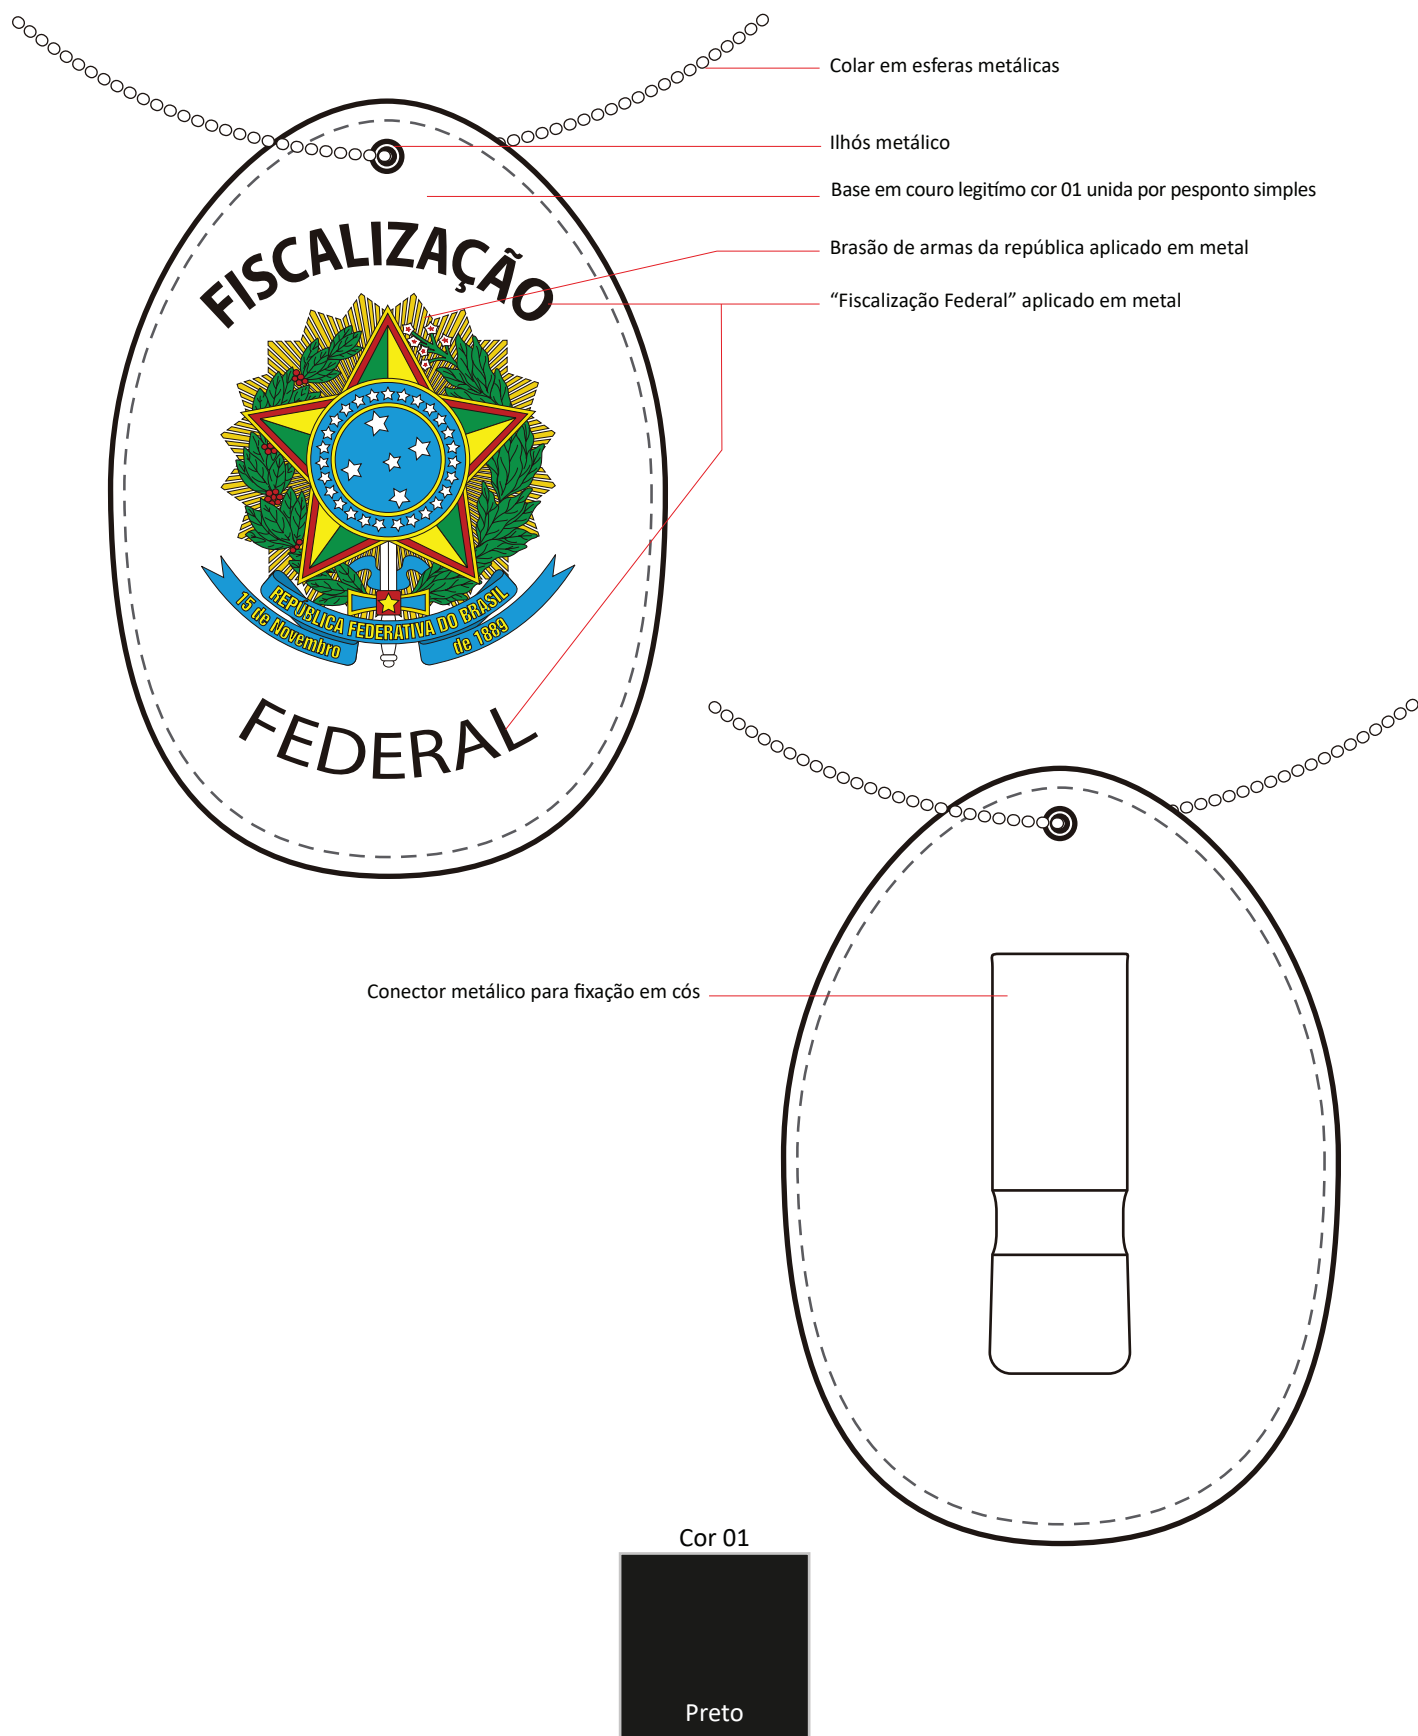 Colar em esferas metálicas
Ilhós metálico
Base em couro legitímo cor 01 unida por pesponto simples
Brasão de armas da república aplicado em metal
“Fiscalização Federal” aplicado em metal
FISCALIZAÇÃO
REPÚBLICA FEDERATIVA DO BRASIL
15 de Novembro
de 1889
FEDERAL
Conector metálico para fixação em cós
Cor 01
Preto